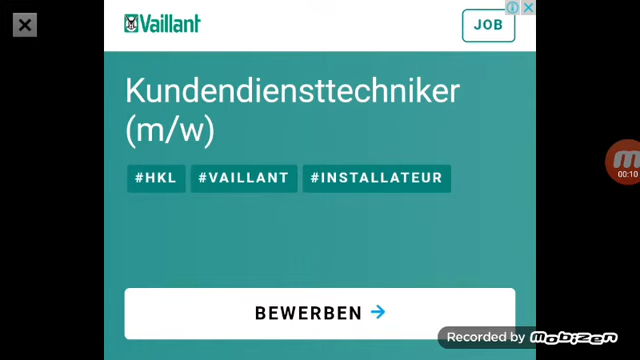 Vaillant
JOB
Kundendiensttechniker
(m/w)
#HKL #VAILLANT #INSTALLATEUR
BEWERBEN
00:10
Recorded by Mobizen